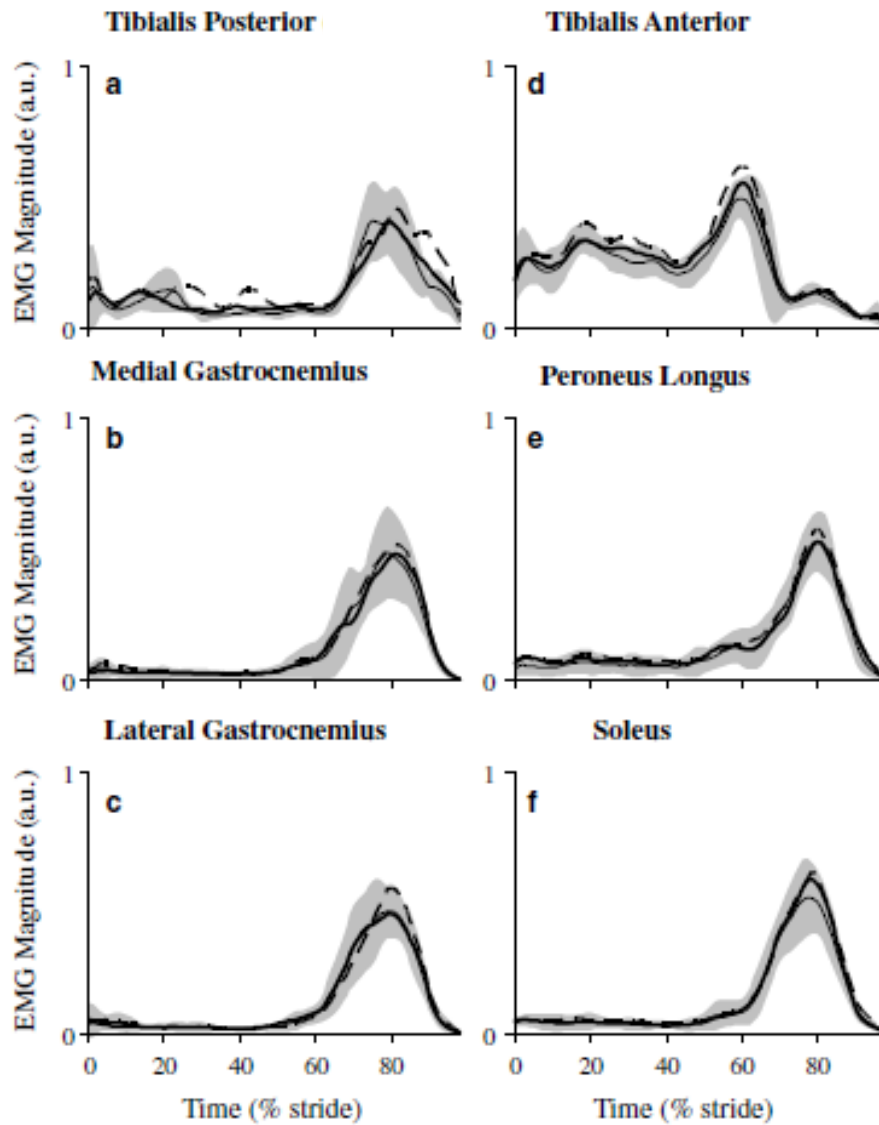 Tibialis Posterior
Tibialis Anterior
EMG Magnitude (a.u.)
1
a
0
1
d
0
Medial Gastrocnemius
Peroneus Longus
EMG Magnitude (a.u.)
1
b
0
1
e
0
Lateral Gastrocnemius
Soleus
EMG Magnitude (a.u.)
1
c
0
1
f
0
0 20 40 60 80
0 20 40 60 80
Time (% stride)
Time (% stride)